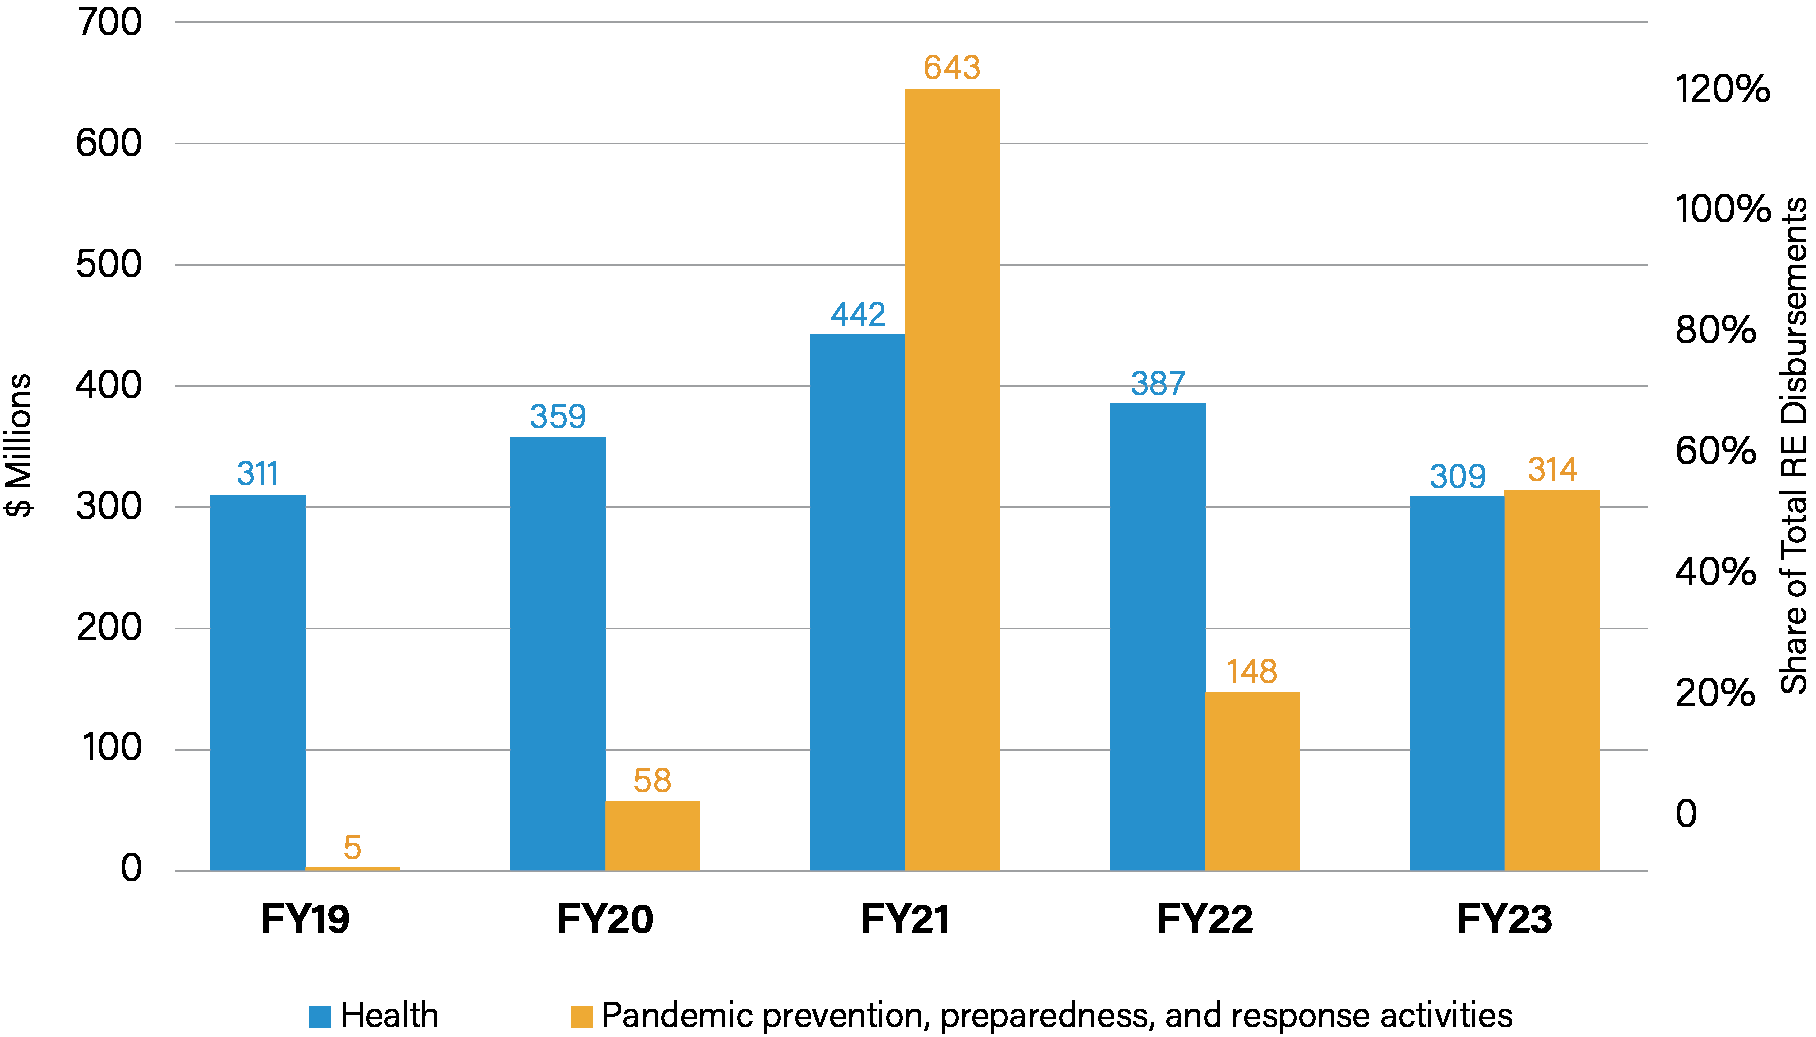 $ Millions
700
600
500
400
300
200
100
0
311
5
359
58
442
643
387
148
309
314
120%
100%
80%
60%
40%
20%
0
Share of Total RE Disbursements
FY19
FY20
FY21
FY22
FY23
Health
Pandemic prevention, preparedness, and response activities